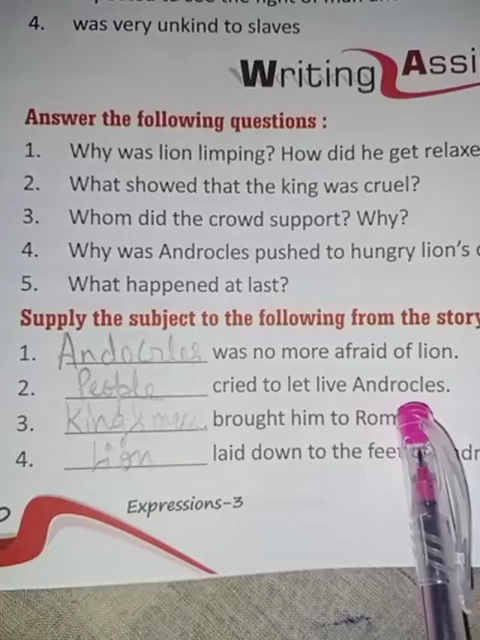 4. was very unkind to slaves
Writing Assi
Answer the following questions :
1. Why was lion limping? How did he get relaxe
2. What showed that the king was cruel?
3. Whom did the crowd support? Why?
4. Why was Androcles pushed to hungry lion's
5. What happened at last?
Supply the subject to the following from the story
1. Andocriles was no more afraid of lion.
2. People cried to let live Androcles.
3. King's men brought him to Rom
4. Lion laid down to the feet
Expressions-3